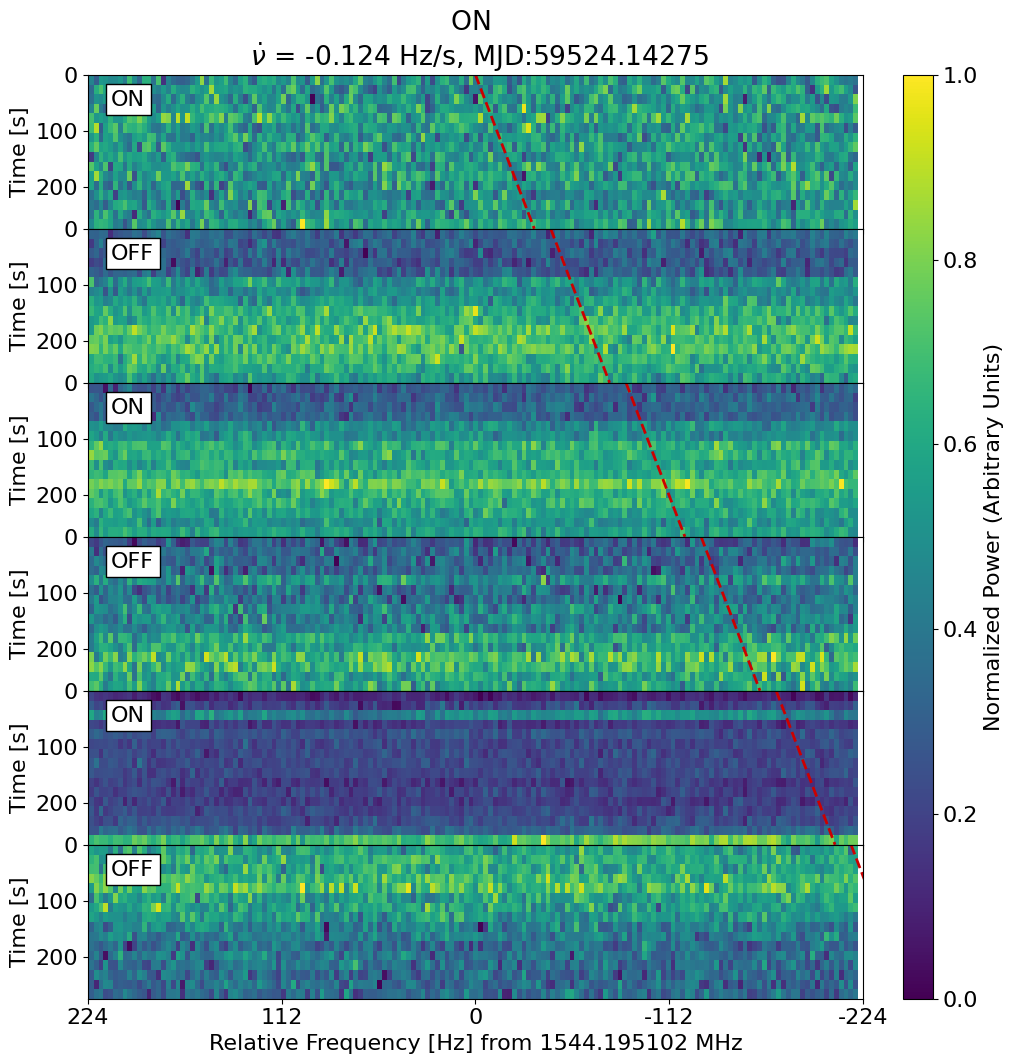 ON
ν̇ = -0.124 Hz/s, MJD:59524.14275
0
ON
100
Time [s]
200
0
OFF
100
Time [s]
200
0
ON
100
Time [s]
200
0
OFF
100
Time [s]
200
0
ON
100
Time [s]
200
0
OFF
100
Time [s]
200
224 112 0 -112 -224
Relative Frequency [Hz] from 1544.195102 MHz
1.0
0.8
0.6
0.4
0.2
0.0
Normalized Power (Arbitrary Units)